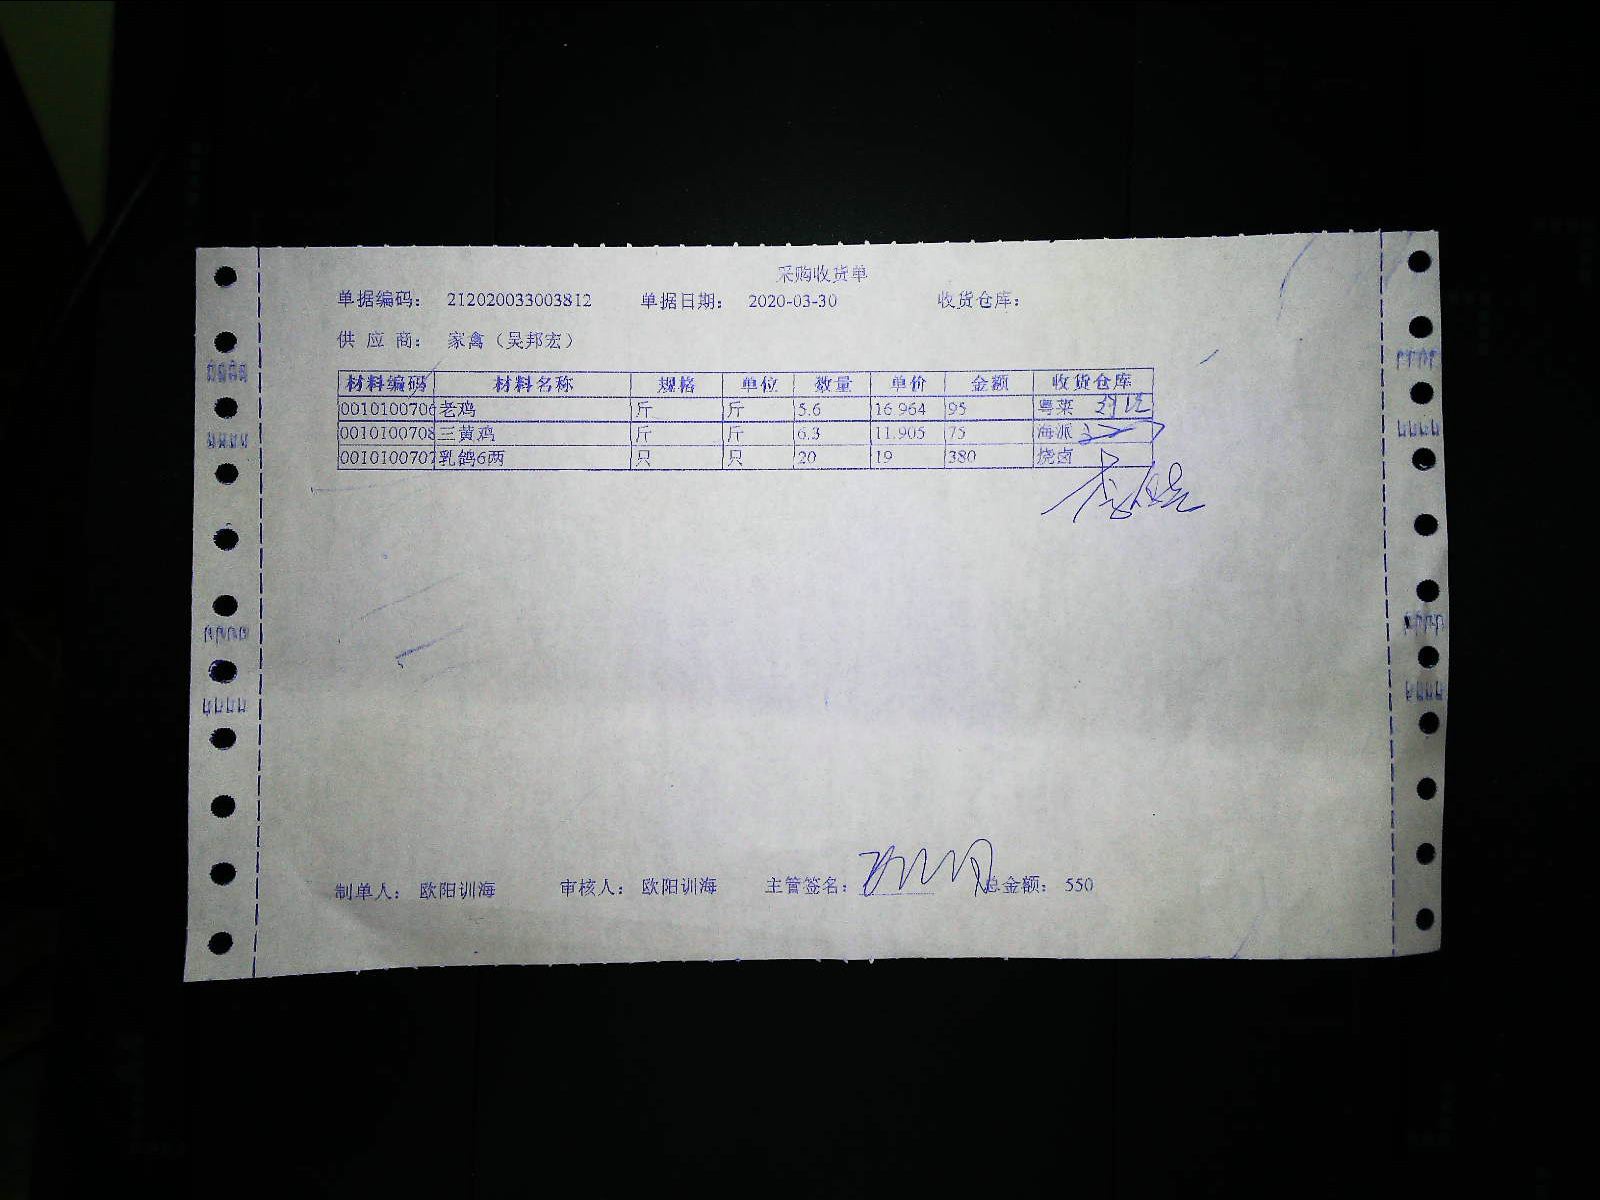 采购收货单
单据编码： 212020033003812 单据日期： 2020-03-30 收货仓库：
供 应 商： 家禽（吴邦宏）
材料编码 材料名称 规格 单位 数量 单价 金额 收货仓库
0010100706 老鸡 斤 斤 5.6 16.964 95 粤菜
0010100708 三黄鸡 斤 斤 6.3 11.905 75 海派
0010100707 乳鸽6两 只 只 20 19 380 烧卤
制单人： 欧阳训海 审核人： 欧阳训海 主管签名： 总金额： 550